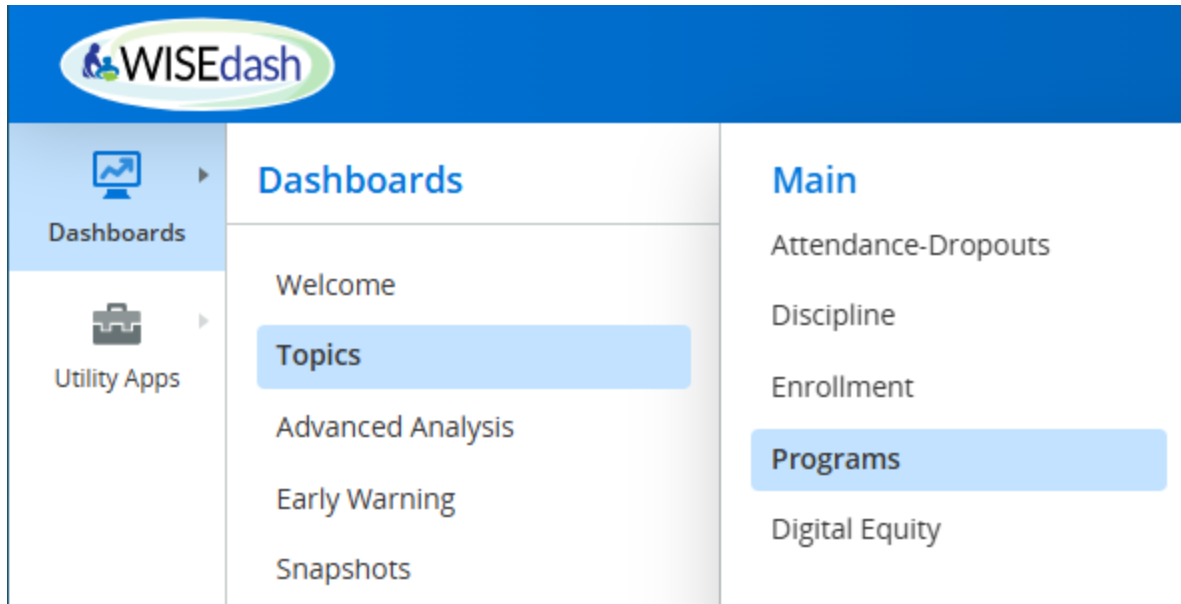 WISEdash
Dashboards
Utility Apps
Dashboards
Welcome
Topics
Advanced Analysis
Early Warning
Snapshots
Main
Attendance-Dropouts
Discipline
Enrollment
Programs
Digital Equity